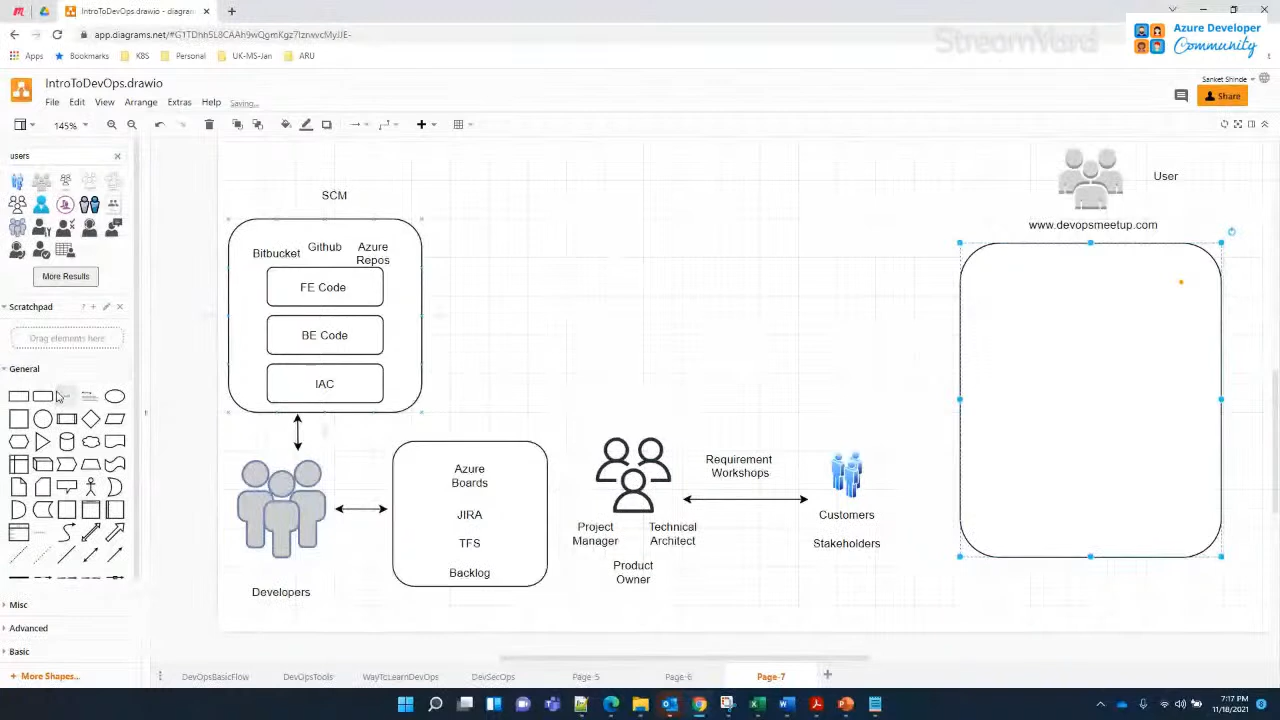 IntroToDevOps.drawio - diagram
app.diagrams.net/#G1TDhhSL8CAAh9wQgmKgz7IzrwvcMyJJE-
StreamYard
Azure Developer
Community
Apps
Bookmarks
K8S
Personal
UK-MS-Jan
ARU
IntroToDevOps.drawio
Sanket Shinde
File Edit View Arrange Extras Help Saving...
Share
145%
users
More Results
Scratchpad
Drag elements here
General
Misc
Advanced
Basic
+ More Shapes...
SCM
Bitbucket
Github
Azure
Repos
FE Code
BE Code
IAC
Developers
Azure
Boards
JIRA
TFS
Backlog
Project
Manager
Technical
Architect
Product
Owner
Requirement
Workshops
Customers
Stakeholders
User
www.devopsmeetup.com
DevOpsBasicFlow
DevOpsTools
WayTcLearnDevOps
DevSecOps
Page-5
Page-6
Page-7
7:17 PM
11/18/2021